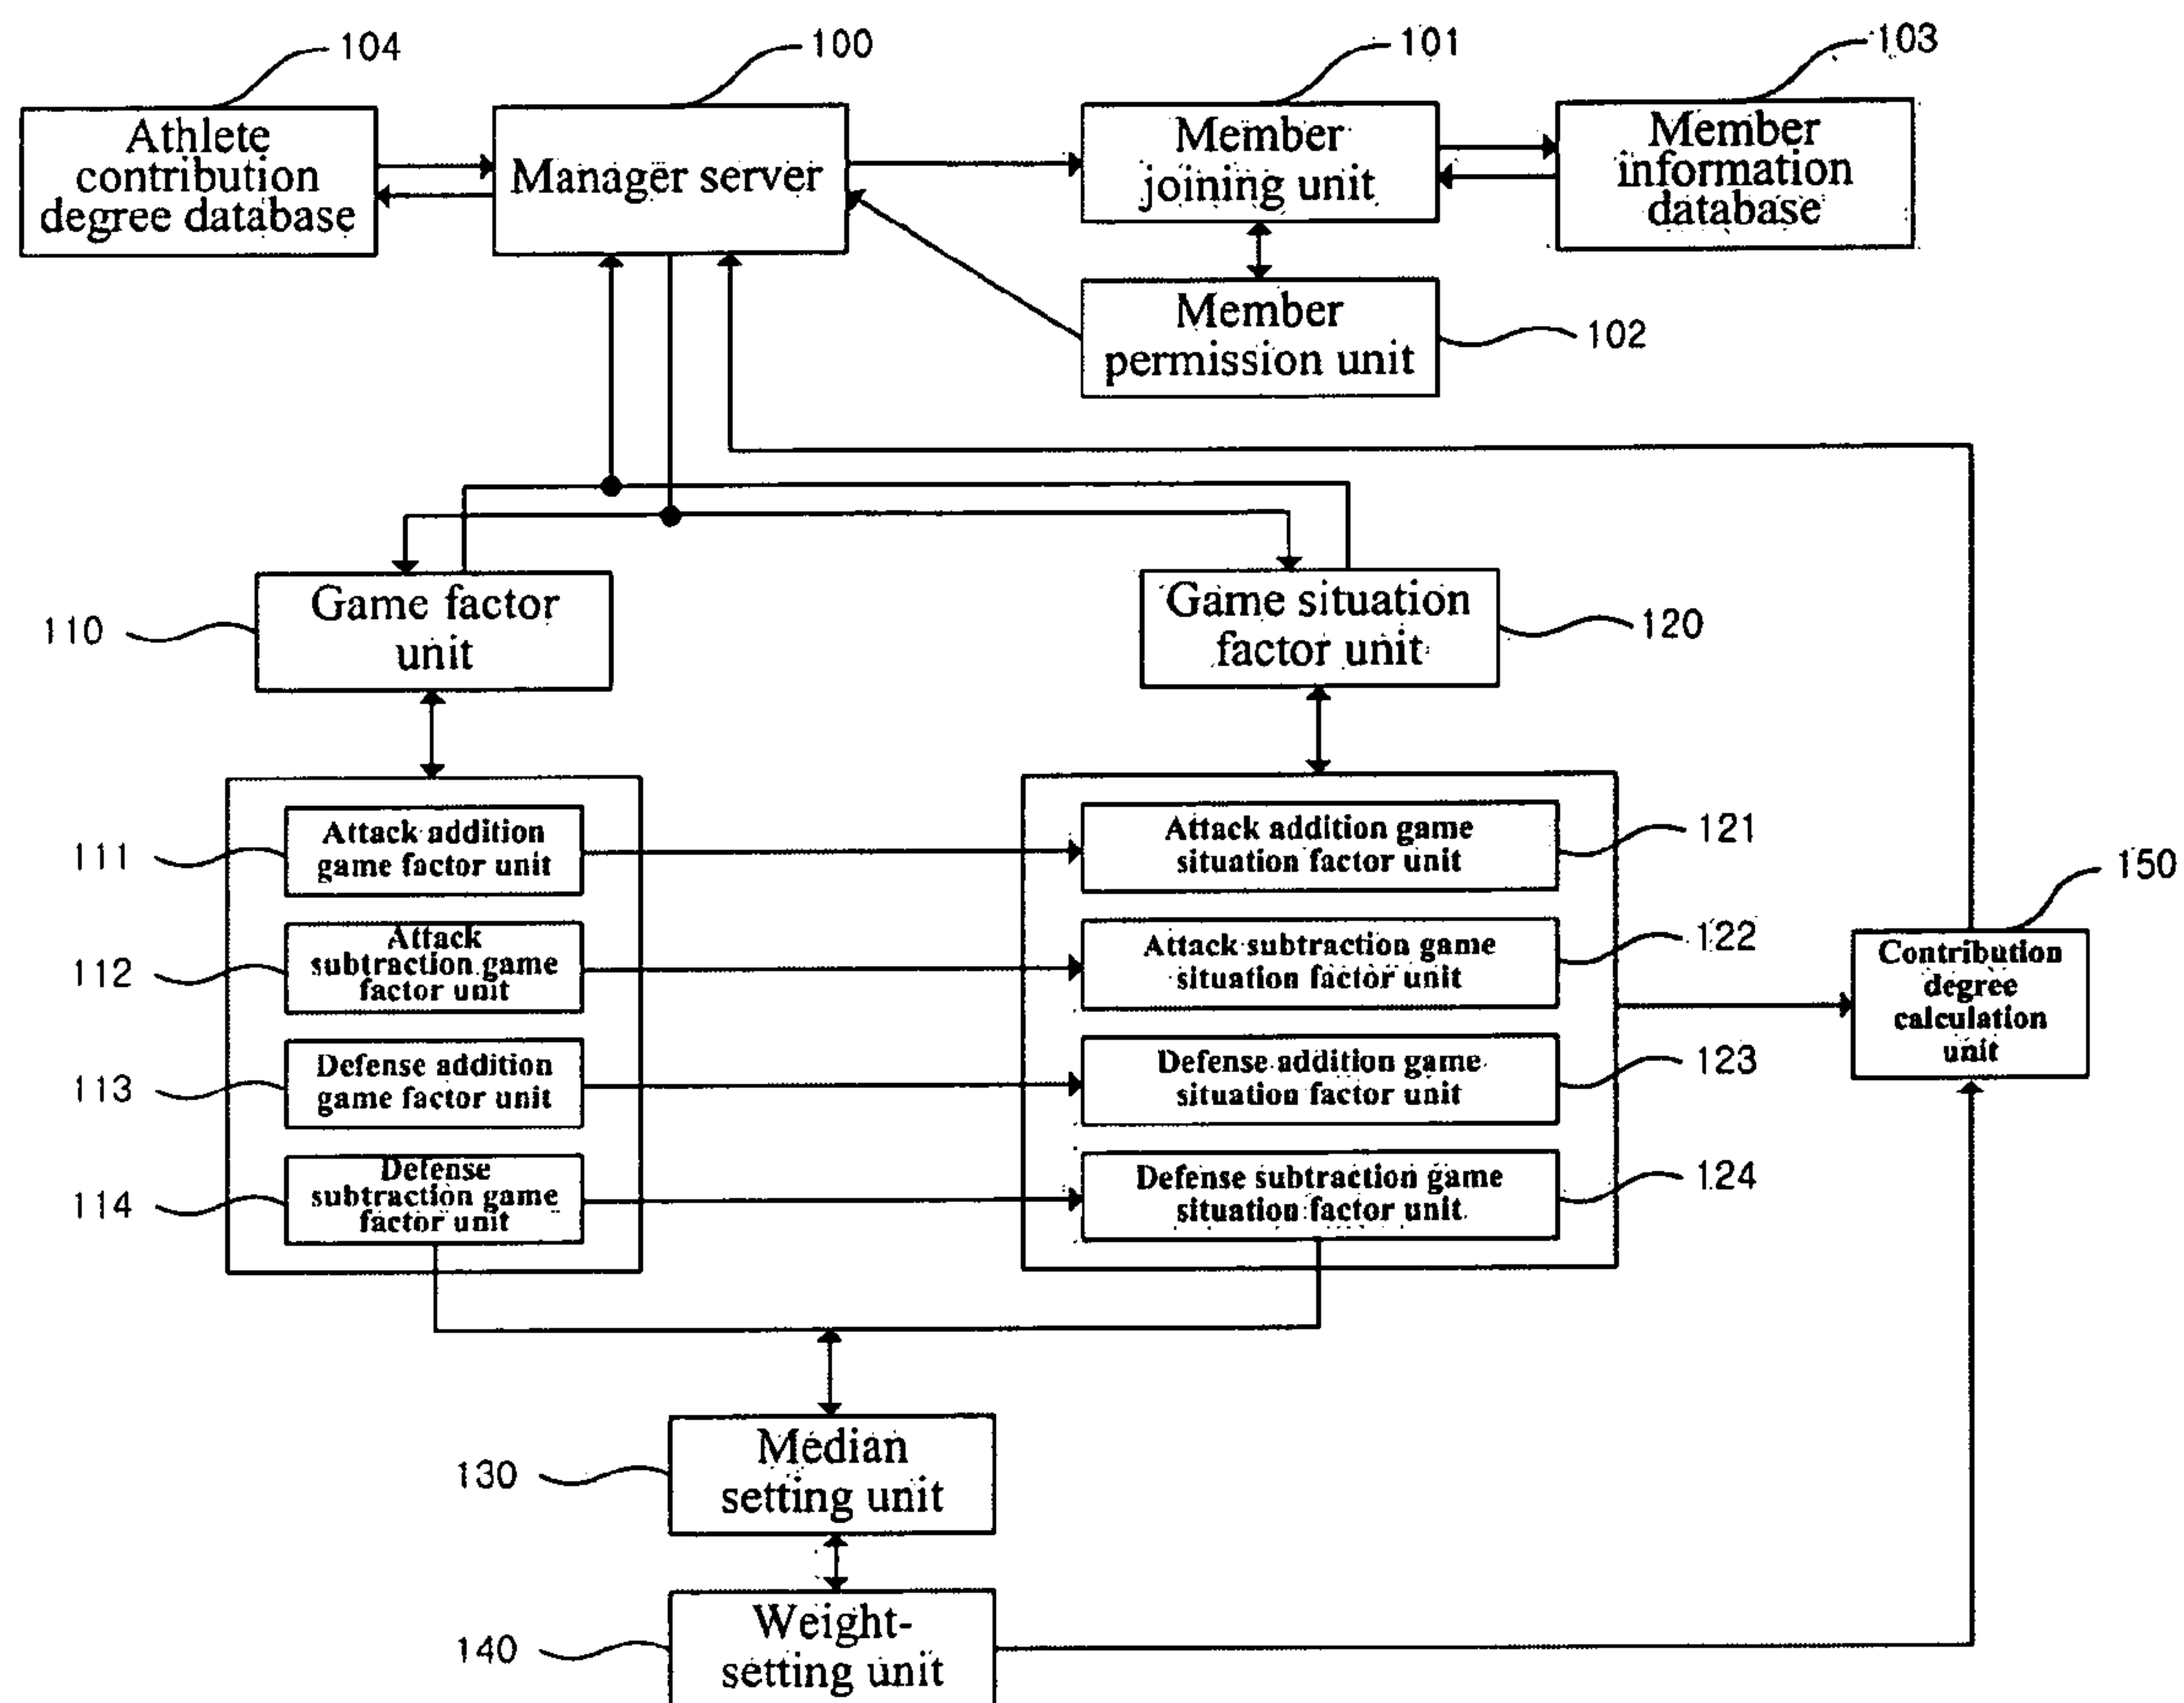 104
100
101
103
Athlete
contribution
degree database
Manager server
Member
joining unit
Member
information
database
Member
permission unit
102
110
Game factor
unit
Game situation
factor unit
120
111
Attack addition
game factor unit
Attack addition game
situation factor unit
121
112
Attack
subtraction game
factor unit
Attack subtraction game
situation factor unit
122
113
Defense addition
game factor unit
Defense addition game
situation factor unit
123
114
Defense
subtraction game
factor unit
Defense subtraction game
situation factor unit
124
150
Contribution
degree
calculation
unit
130
Median
setting unit
140
Weight-
setting unit